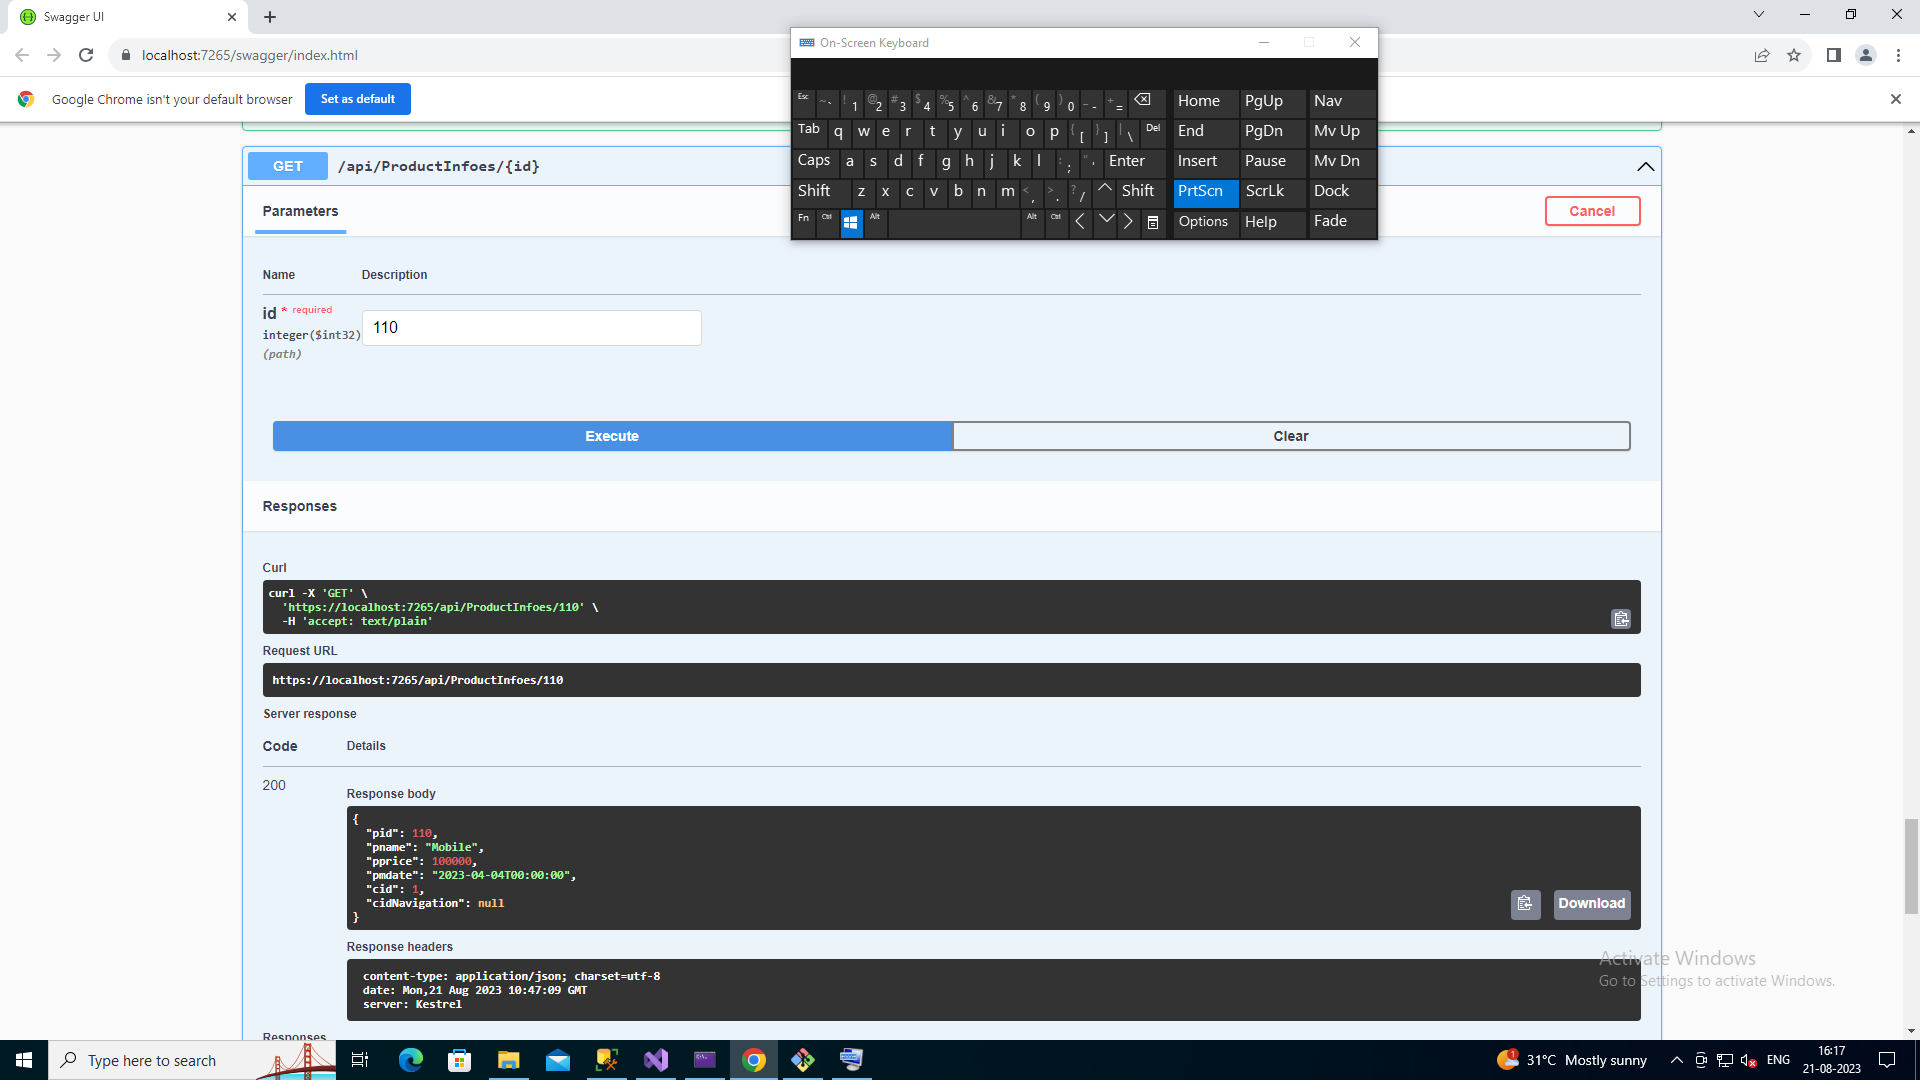 Swagger UI
localhost:7265/swagger/index.html
Google Chrome isn't your default browser
Set as default
On-Screen Keyboard
Esc ~ ` ! 1 @ 2 # 3 $ 4 % 5 ^ 6 & 7 * 8 ( 9 ) 0 _ - + = Home PgUp Nav
Tab q w e r t y u i o p { [ } ] | \ Del End PgDn Mv Up
Caps a s d f g h j k l : ; " ' Enter Insert Pause Mv Dn
Shift z x c v b n m < , > . ? / Shift PrtScn ScrLk Dock
Fn Ctrl Alt Alt Ctrl Options Help Fade
GET /api/ProductInfoes/{id}
Parameters
Cancel
Name Description
id * required
integer($int32)
(path)
110
Execute Clear
Responses
Curl
curl -X 'GET' \
'https://localhost:7265/api/ProductInfoes/110' \
-H 'accept: text/plain'
Request URL
https://localhost:7265/api/ProductInfoes/110
Server response
Code Details
200
Response body
{
"pid": 110,
"pname": "Mobile",
"pprice": 100000,
"pmdate": "2023-04-04T00:00:00",
"cid": 1,
"cidNavigation": null
}
Download
Response headers
content-type: application/json; charset=utf-8
date: Mon,21 Aug 2023 10:47:09 GMT
server: Kestrel
Responses
Activate Windows
Go to Settings to activate Windows.
Type here to search
1
31°C Mostly sunny
ENG
16:17
21-08-2023